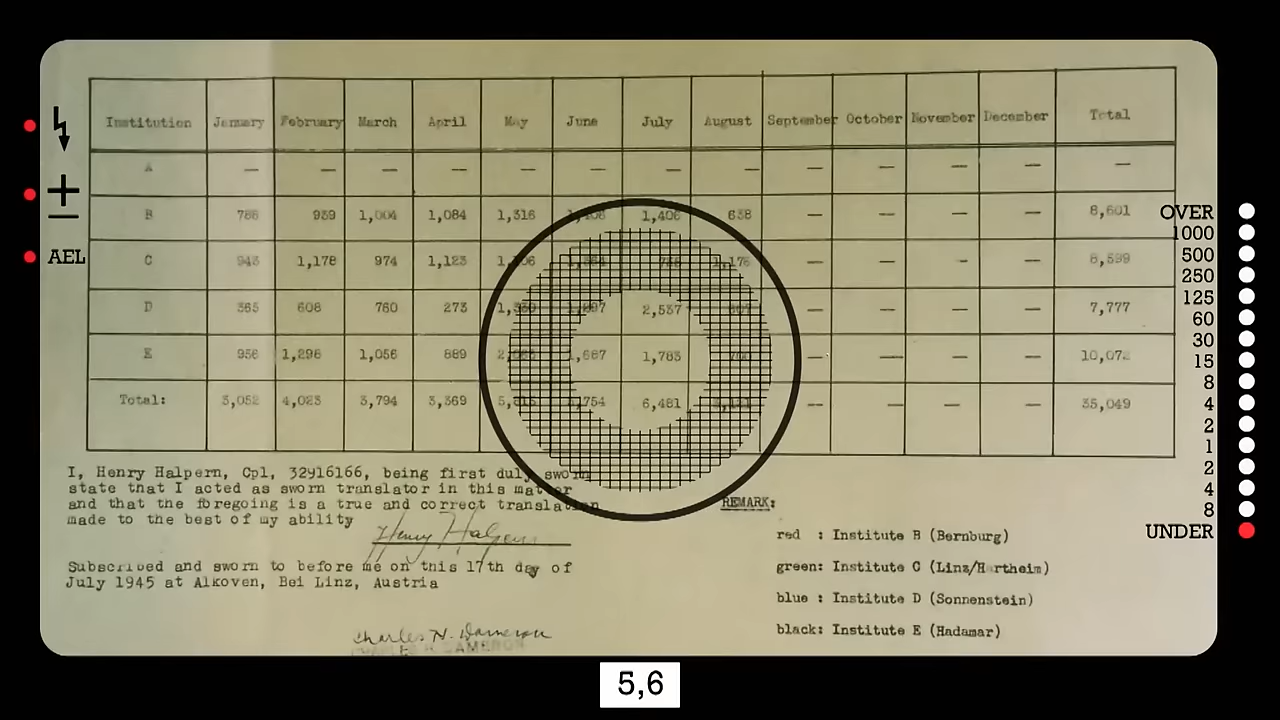 Institution January February March April May June July August September October November December Total
A — — — — — — — — — — — — —
B 788 939 1,004 1,084 1,316 1,406 — — — — 8,601
C 943 1,178 974 1,123 — — — — 8,599
D 365 608 760 273 2,537 — — — — 7,777
E 956 1,296 1,056 889 1,687 1,783 — — — —
Total: 3,052 4,023 3,794 3,369 6,481 — — — — 35,049
I, Henry Halpern, Cpl, 32916166, being first duly sworn
state that I acted as sworn translator in this matter
and that the foregoing is a true and correct translation
made to the best of my ability
Henry Halpern
Subscribed and sworn to before me on this 17th day of
July 1945 at Alkoven, Bei Linz, Austria
Charles H. Dameron
REMARK:
red : Institute B (Bernburg)
green: Institute C (Linz/Hartheim)
blue : Institute D (Sonnenstein)
black: Institute E (Hadamar)
+
AEL
OVER
1000
500
250
125
60
30
15
8
4
2
1
2
4
8
UNDER
5,6